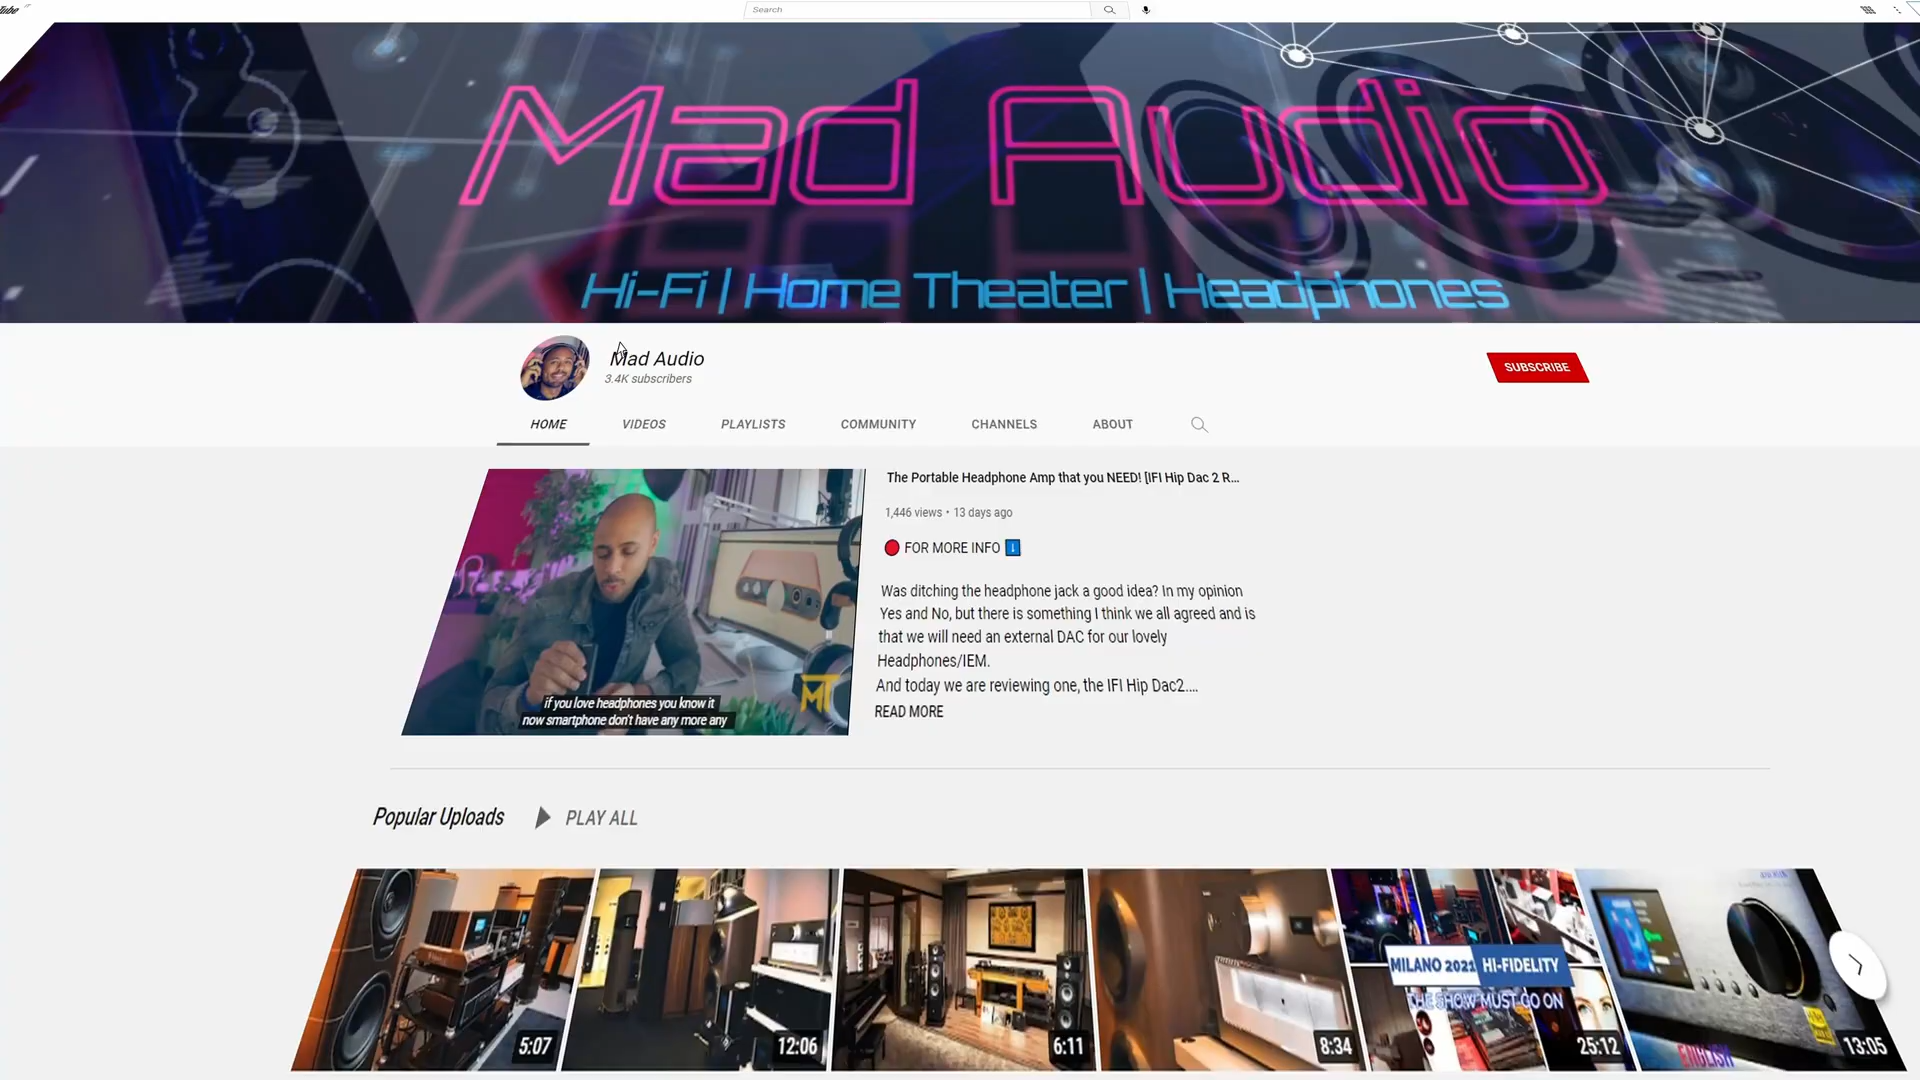 Search
Mad Audio
Hi-Fi | Home Theater | Headphones
Mad Audio
3.4K subscribers
SUBSCRIBE
HOME VIDEOS PLAYLISTS COMMUNITY CHANNELS ABOUT
The Portable Headphone Amp that you NEED! [IFI Hip Dac 2 R...
1,446 views • 13 days ago
FOR MORE INFO
Was ditching the headphone jack a good idea? In my opinion
Yes and No, but there is something I think we all agreed and is
that we will need an external DAC for our lovely
Headphones/IEM.
And today we are reviewing one, the IFI Hip Dac2....
READ MORE
if you love headphones you know it
now smartphone don't have any more any
MT
Popular Uploads PLAY ALL
MILANO 2021 HI-FIDELITY
THE SHOW MUST GO ON
ENGLISH
5:07 12:06 6:11 8:34 25:12 13:05